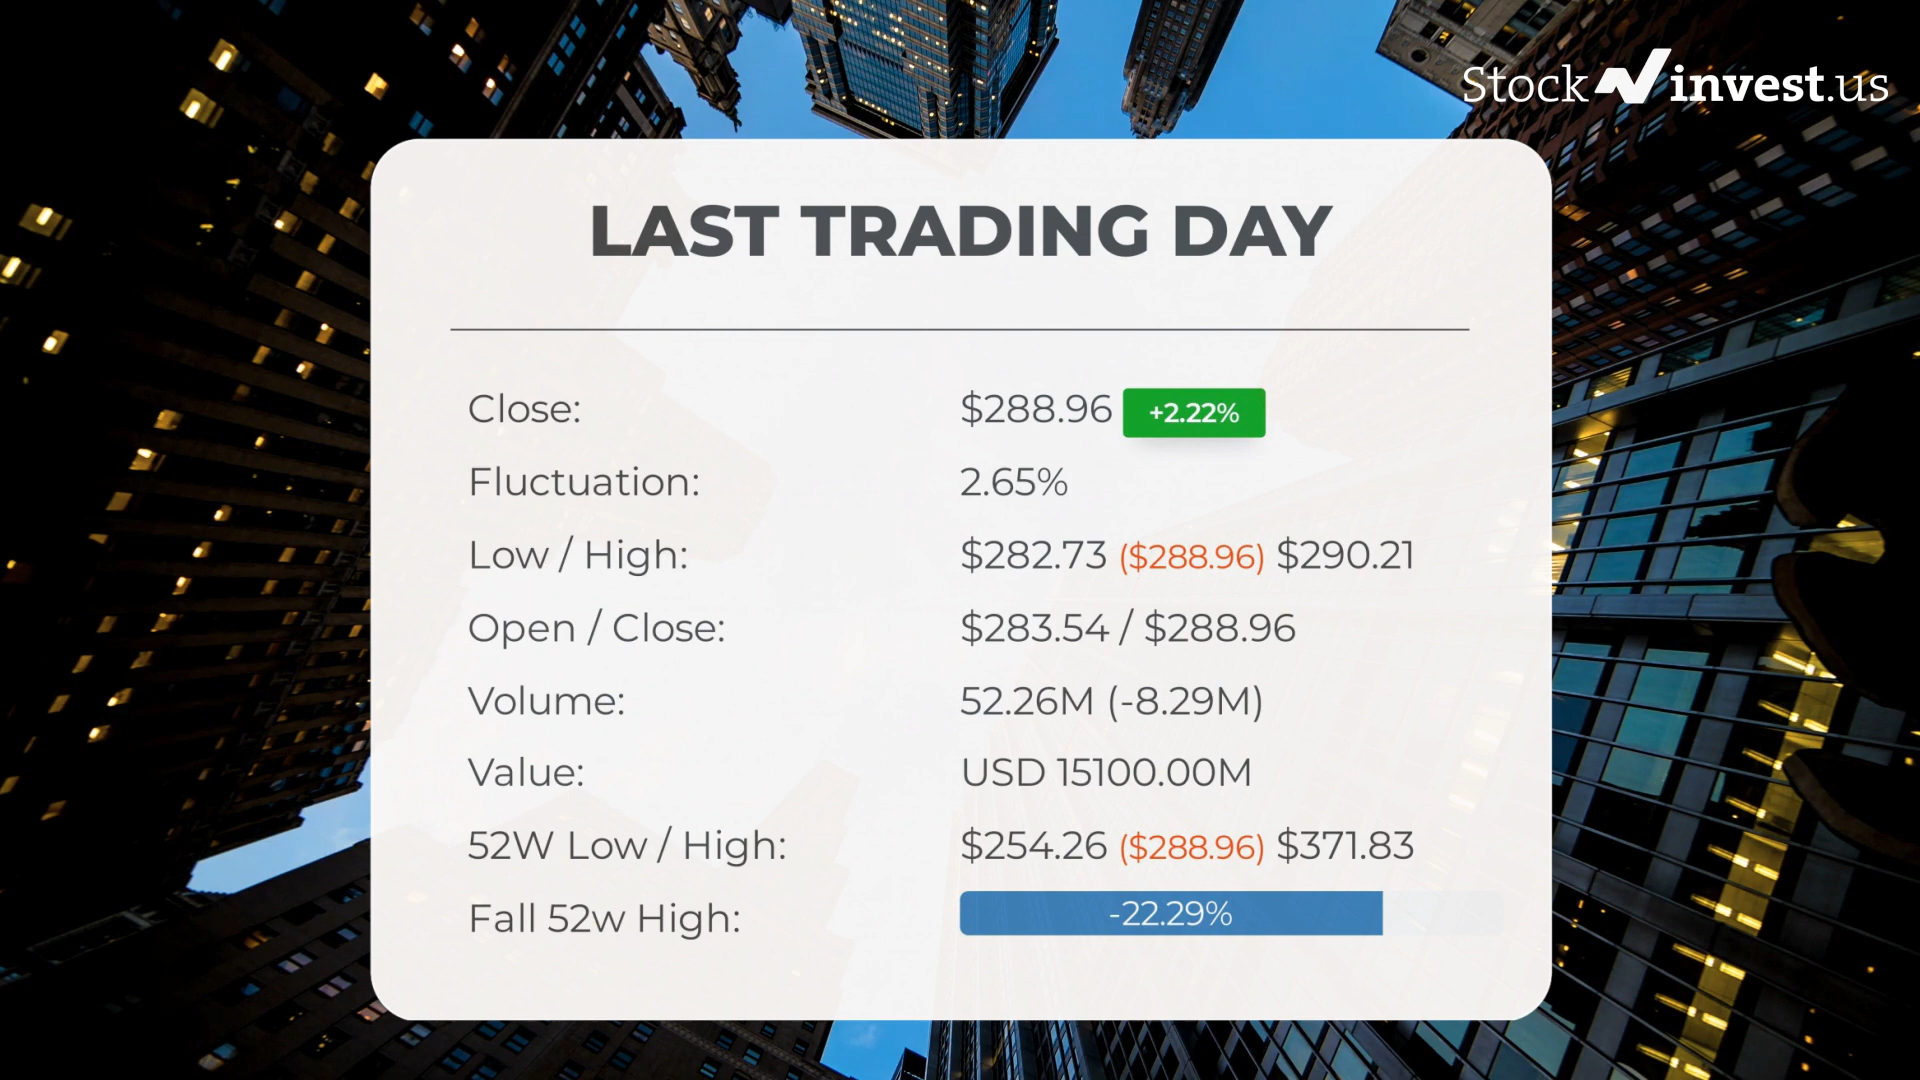 Stock invest.us
LAST TRADING DAY
Close: $288.96 +2.22%
Fluctuation: 2.65%
Low / High: $282.73 ($288.96) $290.21
Open / Close: $283.54 / $288.96
Volume: 52.26M (-8.29M)
Value: USD 15100.00M
52W Low / High: $254.26 ($288.96) $371.83
Fall 52w High: -22.29%